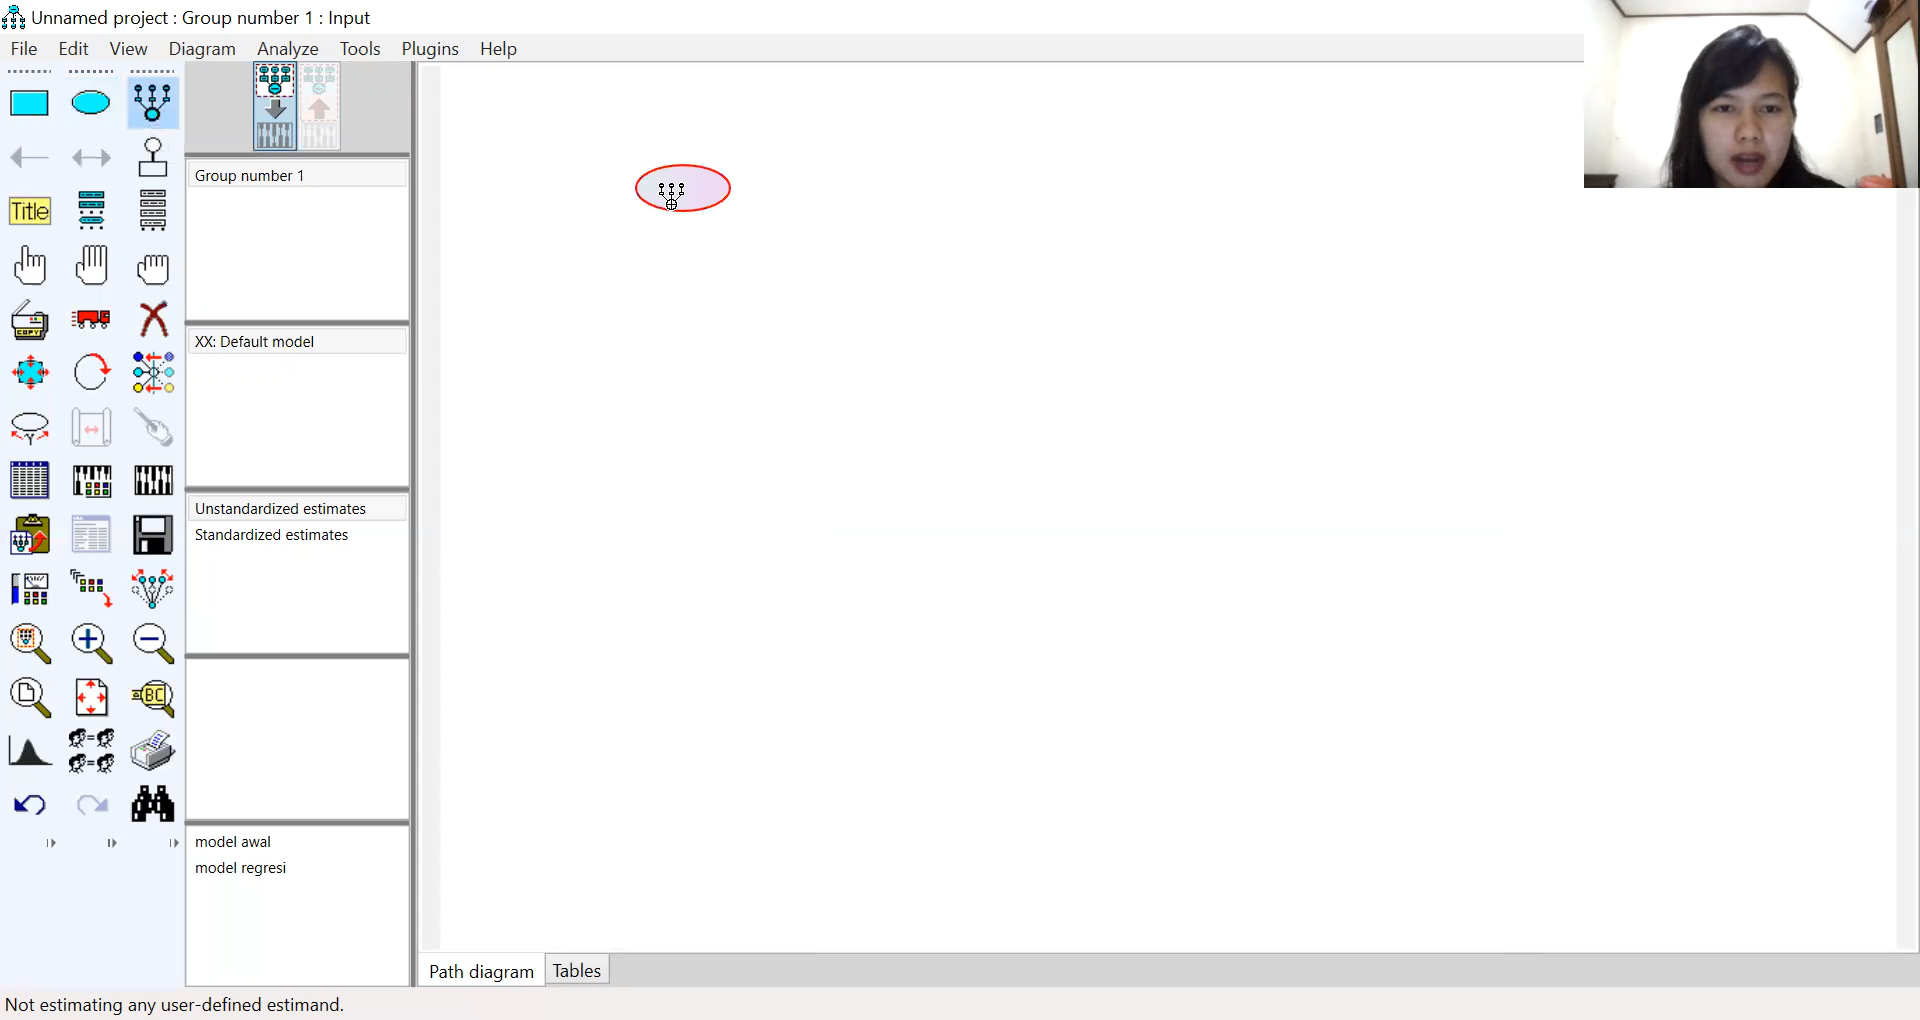 Unnamed project : Group number 1 : Input
File Edit View Diagram Analyze Tools Plugins Help
Title
Group number 1
COPY
XX: Default model
γ
Unstandardized estimates
Standardized estimates
BC
model awal
model regresi
Path diagram Tables
Not estimating any user-defined estimand.